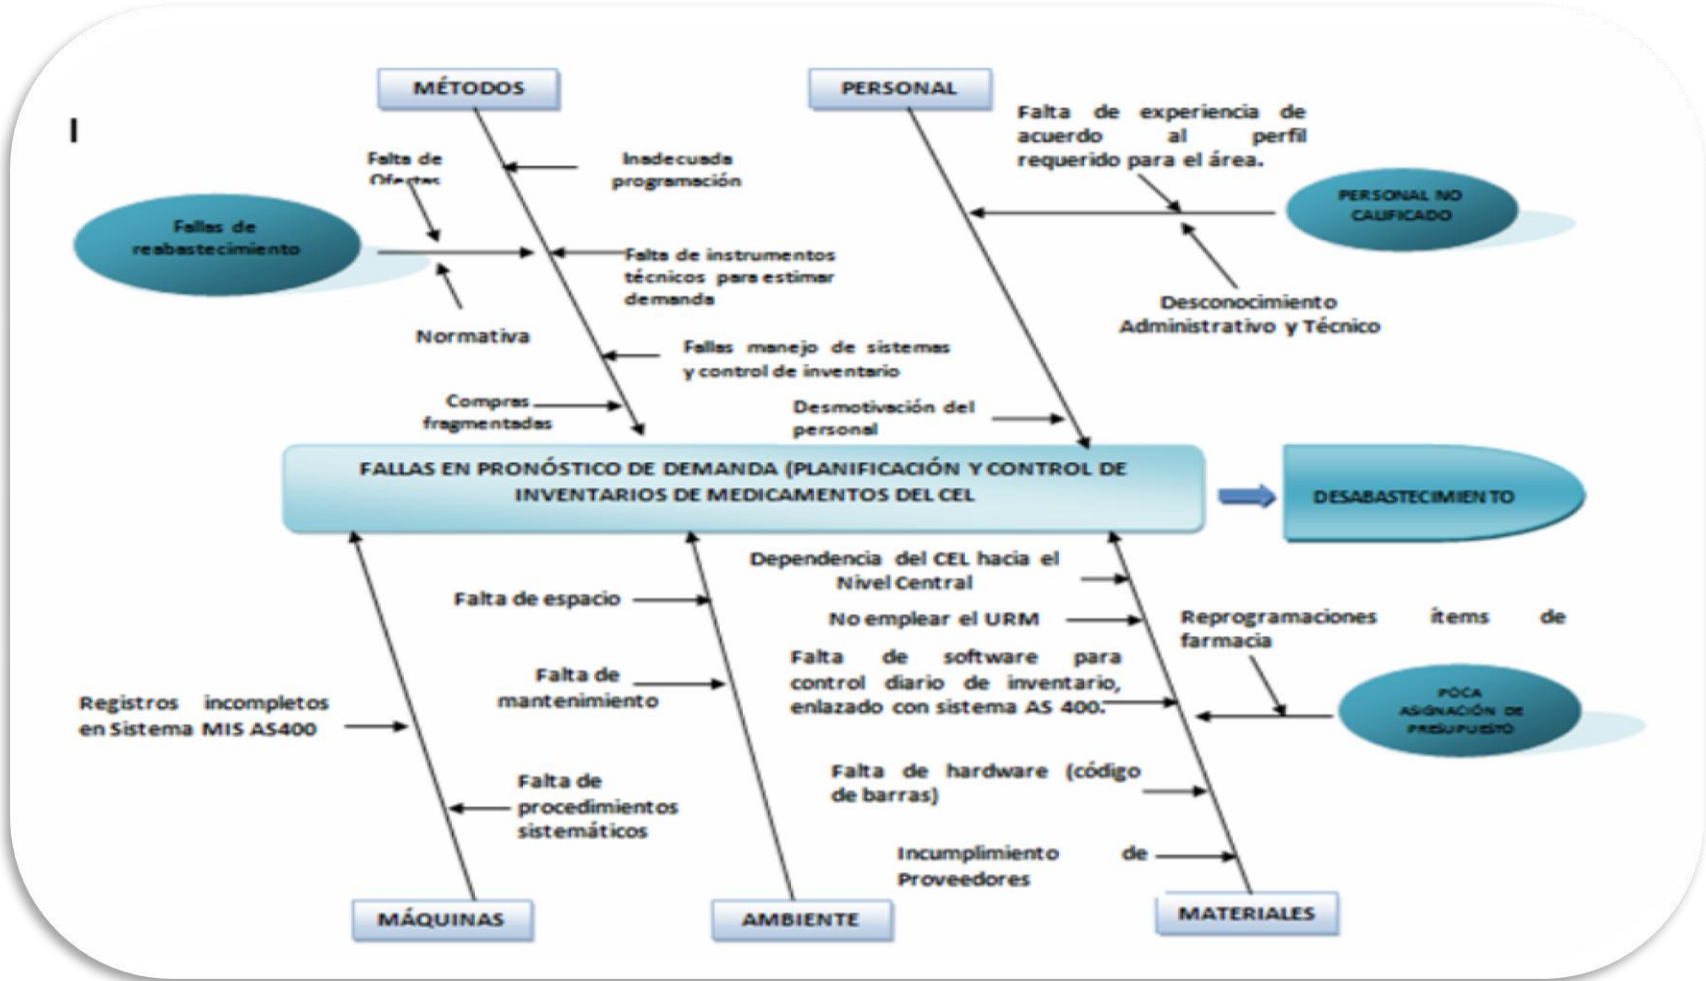 MÉTODOS
PERSONAL
I
Falta de experiencia de
acuerdo al perfil
requerido para el área.
Falta de
Ofertas
Inadecuada
programación
PERSONAL NO
CALIFICADO
Fallas de
reabastecimiento
Falta de instrumentos
técnicos para estimar
demanda
Desconocimiento
Administrativo y Técnico
Normativa
Fallas manejo de sistemas
y control de inventario
Compras
fragmentadas
Desmotivación del
personal
FALLAS EN PRONÓSTICO DE DEMANDA (PLANIFICACIÓN Y CONTROL DE
INVENTARIOS DE MEDICAMENTOS DEL CEL
DESABASTECIMIENTO
Dependencia del CEL hacia el
Nivel Central
Falta de espacio
No emplear el URM
Reprogramaciones ítems de
farmacia
Falta de software para
control diario de inventario,
enlazado con sistema AS 400.
Falta de
mantenimiento
Registros incompletos
en Sistema MIS AS400
POCA
ASIGNACIÓN DE
PRESUPUESTO
Falta de hardware (código
de barras)
Falta de
procedimientos
sistemáticos
Incumplimiento de
Proveedores
MÁQUINAS
AMBIENTE
MATERIALES